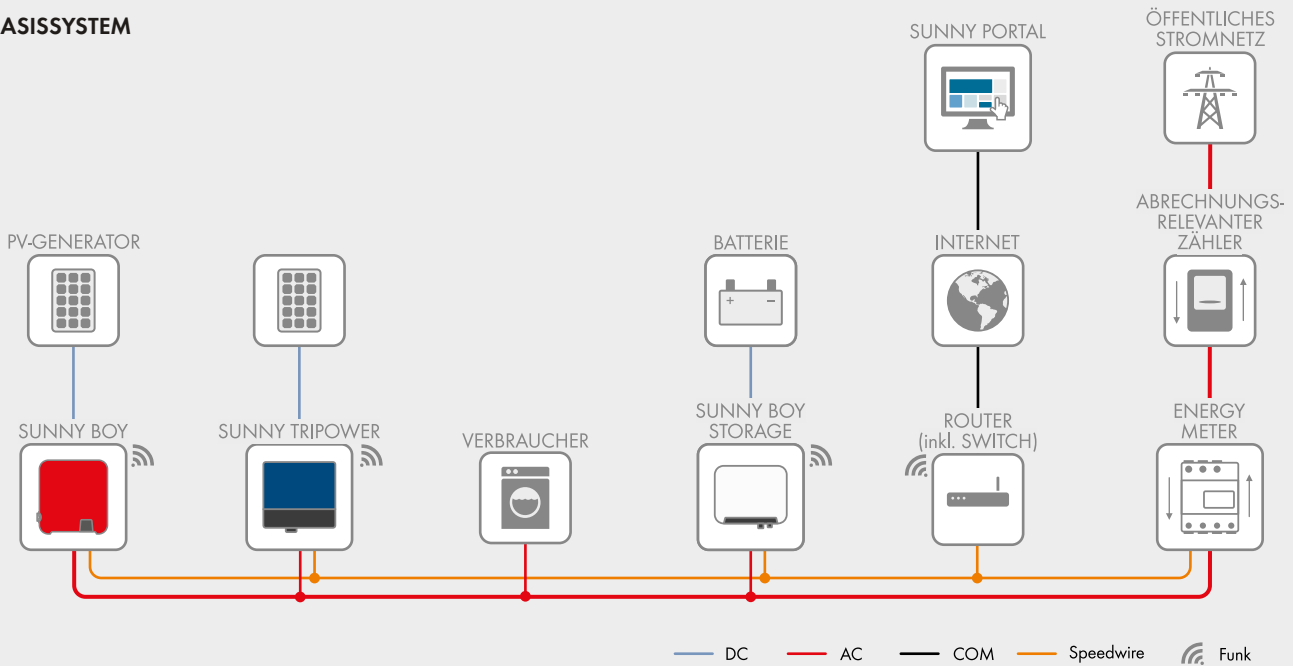 ASISSYSTEM
SUNNY PORTAL
ÖFFENTLICHES
STROMNETZ
ABRECHNUNGS-
RELEVANTER
ZÄHLER
PV-GENERATOR
BATTERIE
INTERNET
SUNNY BOY
SUNNY TRIPOWER
VERBRAUCHER
SUNNY BOY
STORAGE
ROUTER
(inkl. SWITCH)
ENERGY
METER
DC
AC
COM
Speedwire
Funk